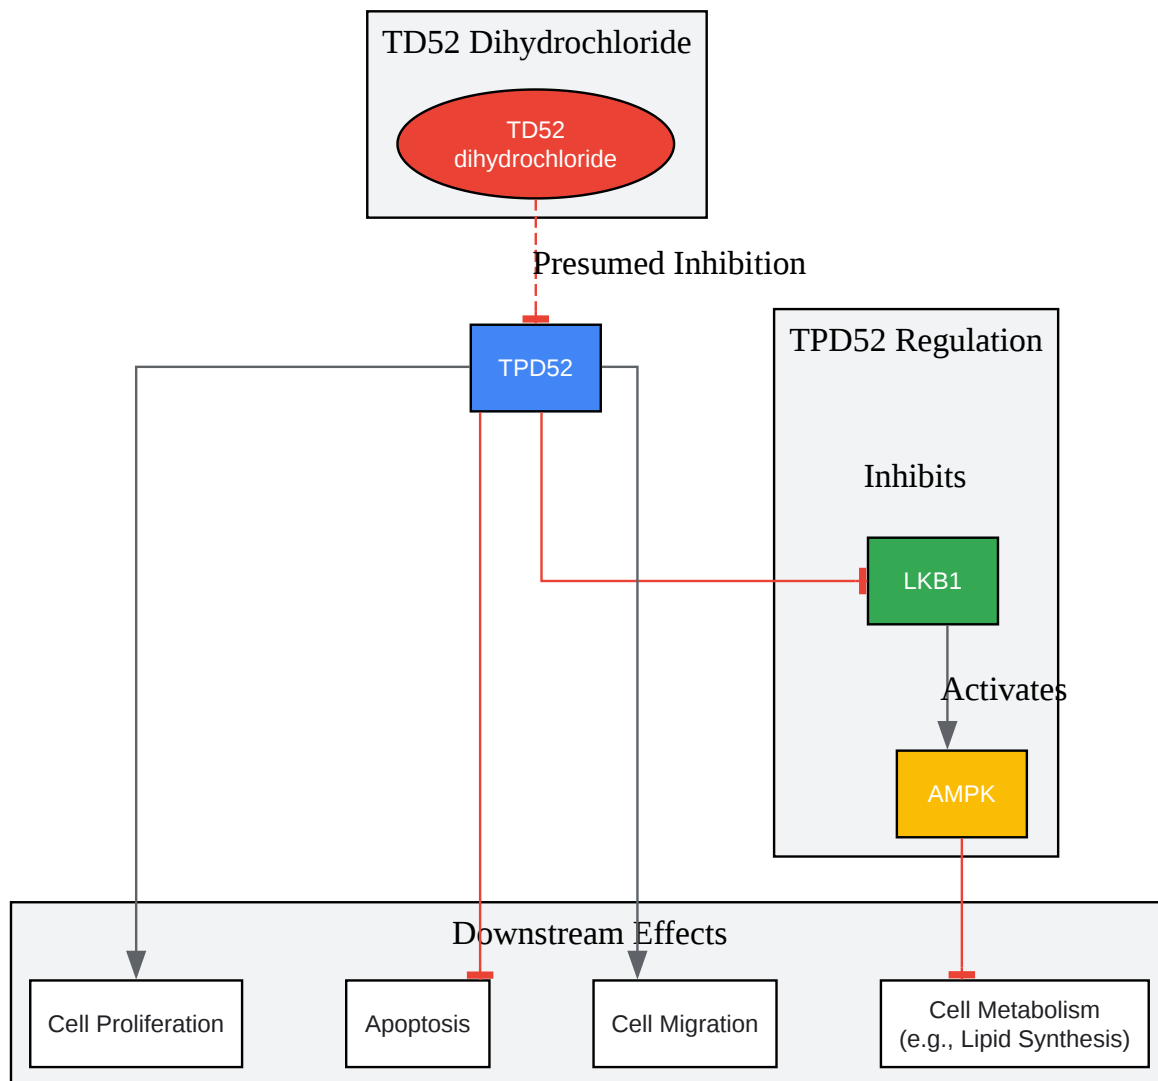 TD52 Dihydrochloride
TD52
dihydrochloride
Presumed Inhibition
TPD52 Regulation
TPD52
Inhibits
LKB1
Activates
AMPK
Downstream Effects
Cell Proliferation
Apoptosis
Cell Migration
Cell Metabolism
(e.g., Lipid Synthesis)